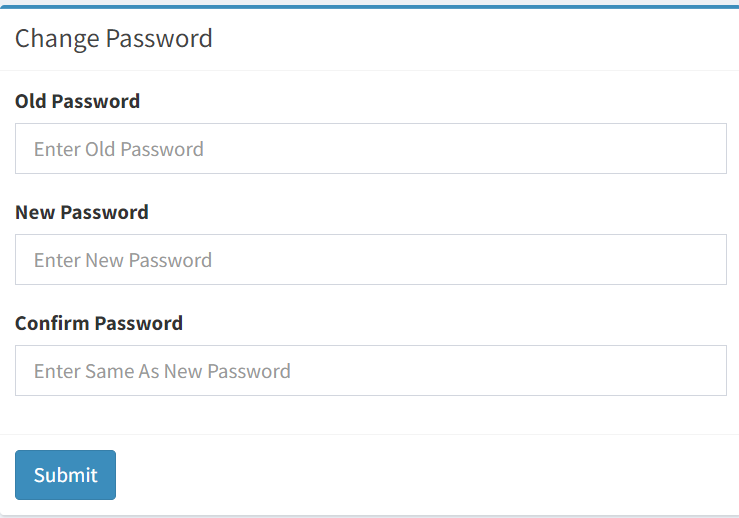 Change Password
Old Password
Enter Old Password
New Password
Enter New Password
Confirm Password
Enter Same As New Password
Submit